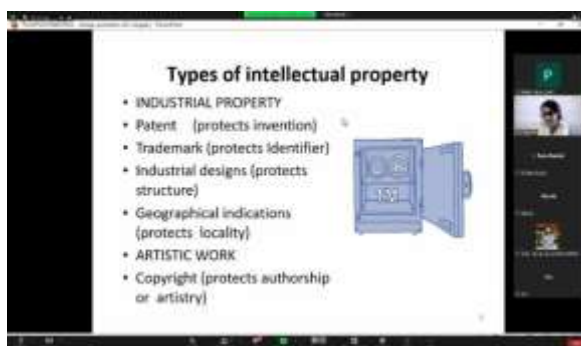 Types of intellectual property
• INDUSTRIAL PROPERTY
• Patent (protects invention)
• Trademark (protects Identifier)
• Industrial designs (protects
structure)
• Geographical indications
(protects locality)
• ARTISTIC WORK
• Copyright (protects authorship
or artistry)
P